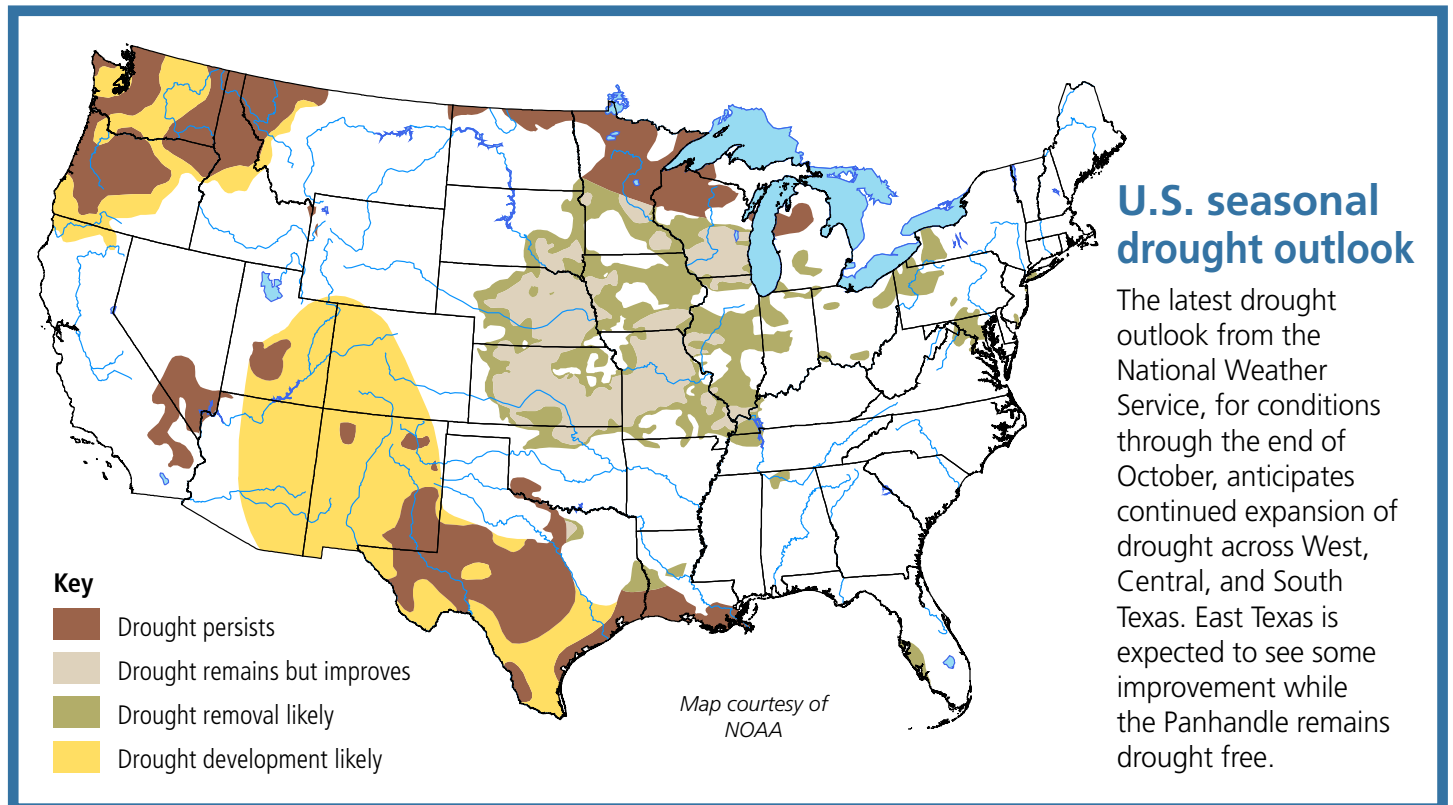 U.S. seasonal
drought outlook
The latest drought
outlook from the
National Weather
Service, for conditions
through the end of
October, anticipates
continued expansion of
drought across West,
Central, and South
Texas. East Texas is
expected to see some
improvement while
the Panhandle remains
drought free.
Key
Drought persists
Drought remains but improves
Drought removal likely
Drought development likely
Map courtesy of
NOAA